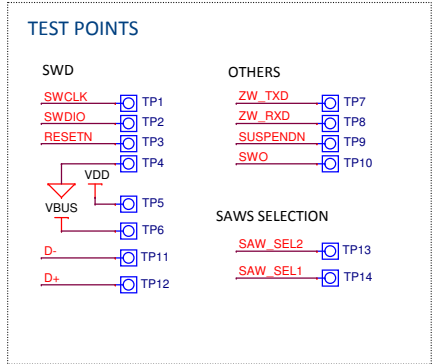 TEST POINTS
SWD
SWCLK TP1
SWDIO TP2
RESETN TP3
TP4
VDD
VBUS
TP5
TP6
D- TP11
D+ TP12
OTHERS
ZW_TXD TP7
ZW_RXD TP8
SUSPENDN TP9
SWO TP10
SAWS SELECTION
SAW_SEL2 TP13
SAW_SEL1 TP14